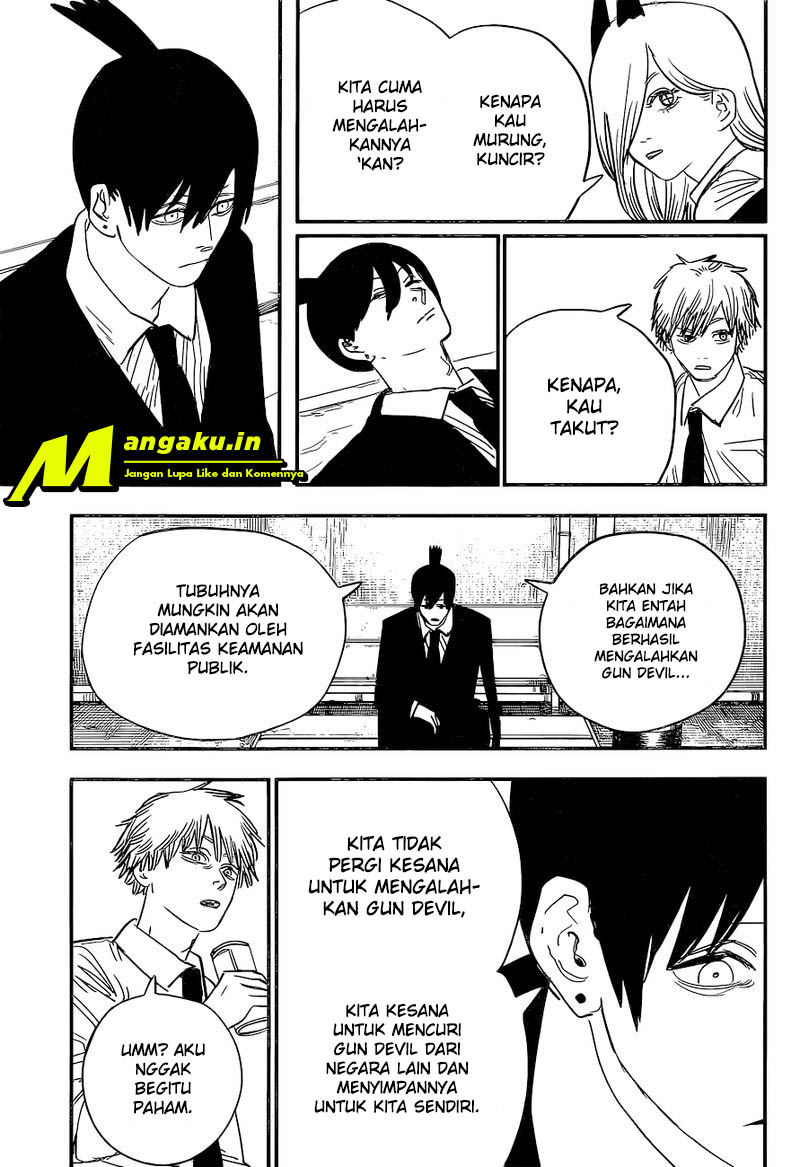 KENAPA
KAU
MURUNG,
KUNCIR?
KITA CUMA
HARUS
MENGALAH-
KANNYA
'KAN?
KENAPA,
KAU
TAKUT?
Mangaku.in
Jangan Lupa Like dan Komennya
BAHKAN JIKA
KITA ENTAH
BAGAIMANA
BERHASIL
MENGALAHKAN
GUN DEVIL...
TUBUHNYA
MUNGKIN AKAN
DIAMANKAN OLEH
FASILITAS KEAMANAN
PUBLIK.
KITA TIDAK
PERGI KESANA
UNTUK MENGALAH-
KAN GUN DEVIL,
KITA KESANA
UNTUK MENCURI
GUN DEVIL DARI
NEGARA LAIN DAN
MENYIMPANNYA
UNTUK KITA SENDIRI.
UMM? AKU
NGGAK
BEGITU
PAHAM.